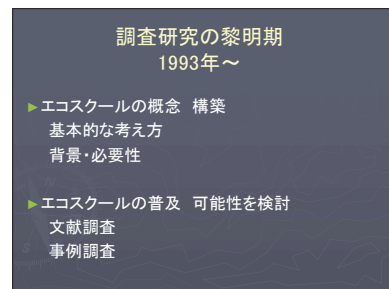 調査研究の黎明期
1993年～
►エコスクールの概念 構築
基本的な考え方
背景・必要性
►エコスクールの普及 可能性を検討
文献調査
事例調査